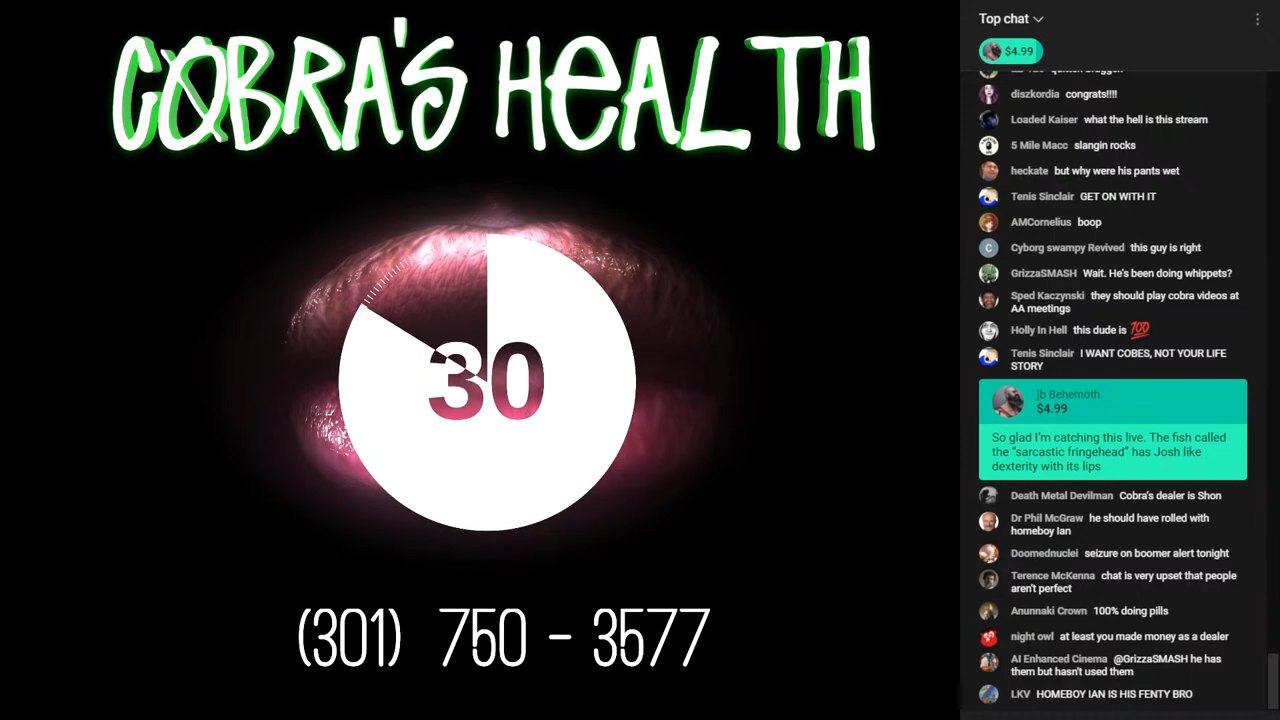 COBRA'S HEALTH
30
(301) 750 - 3577
Top chat
$4.99
diszkordia congrats!!!!
Loaded Kaiser what the hell is this stream
5 Mile Macc slangin rocks
heckate but why were his pants wet
Tenis Sinclair GET ON WITH IT
AMCornelius boop
C Cyborg swampy Revived this guy is right
GrizzaSMASH Wait. He's been doing whippets?
Sped Kaczynski they should play cobra videos at
AA meetings
Holly In Hell this dude is 💯
Tenis Sinclair I WANT COBES, NOT YOUR LIFE
STORY
jb Behemoth
$4.99
So glad I'm catching this live. The fish called
the "sarcastic fringehead" has Josh like
dexterity with its lips
Death Metal Devilman Cobra's dealer is Shon
Dr Phil McGraw he should have rolled with
homeboy Ian
Doomednuclei seizure on boomer alert tonight
Terence McKenna chat is very upset that people
aren't perfect
Anunnaki Crown 100% doing pills
night owl at least you made money as a dealer
AI Enhanced Cinema @GrizzaSMASH he has
them but hasn't used them
LKV HOMEBOY IAN IS HIS FENTY BRO